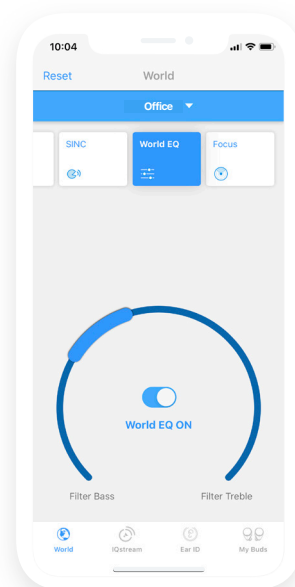 10:04
Reset World
Office
SINC World EQ Focus
World EQ ON
Filter Bass Filter Treble
World IQstream Ear ID My Buds